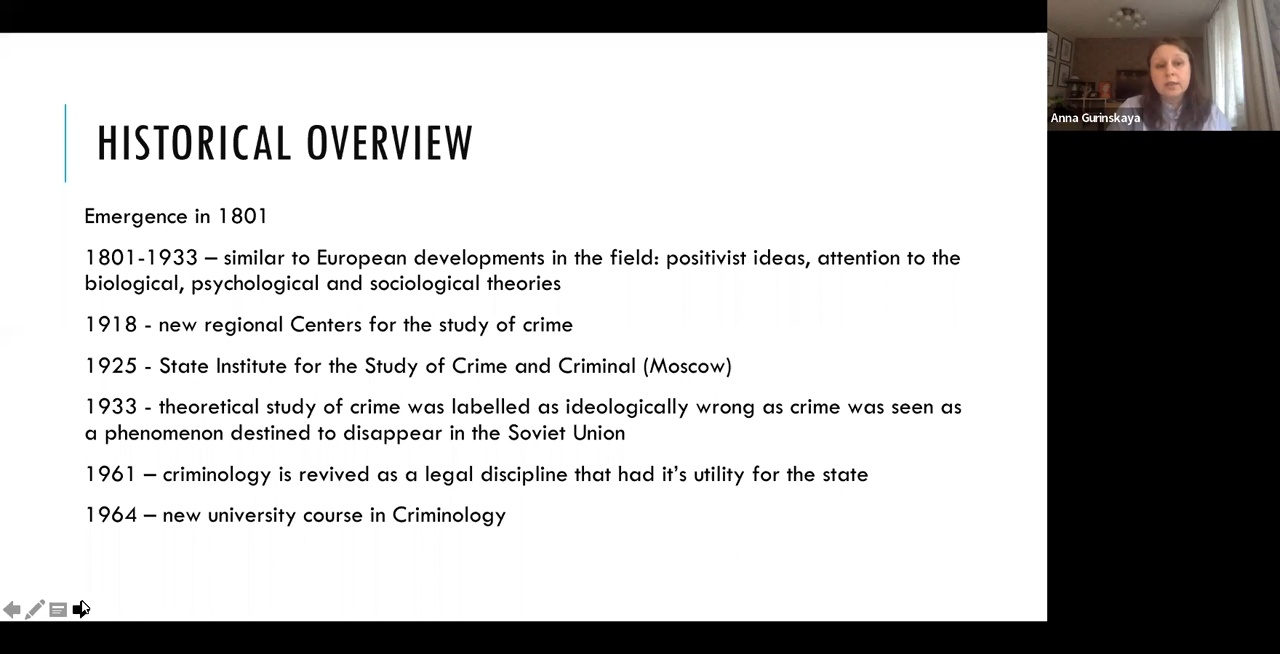 HISTORICAL OVERVIEW
Emergence in 1801
1801-1933 – similar to European developments in the field: positivist ideas, attention to the
biological, psychological and sociological theories
1918 - new regional Centers for the study of crime
1925 - State Institute for the Study of Crime and Criminal (Moscow)
1933 - theoretical study of crime was labelled as ideologically wrong as crime was seen as
a phenomenon destined to disappear in the Soviet Union
1961 – criminology is revived as a legal discipline that had it’s utility for the state
1964 – new university course in Criminology
Anna Gurinskaya